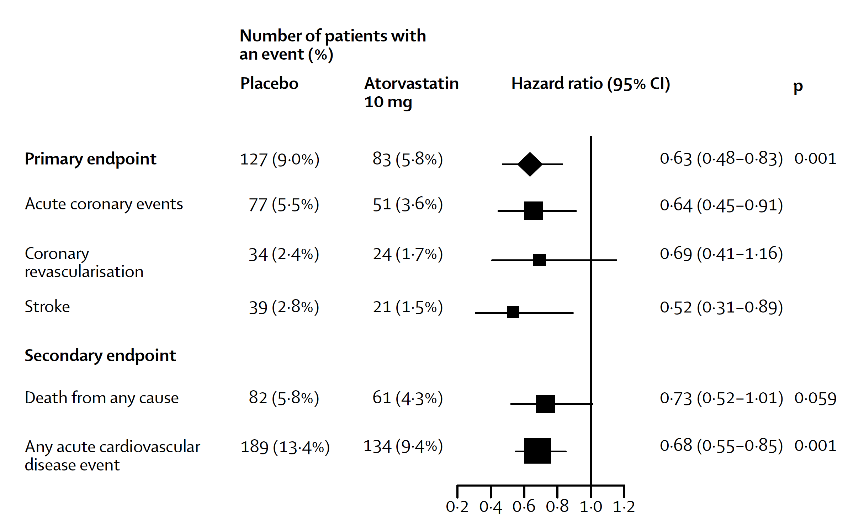 Number of patients with
an event (%)
Placebo Atorvastatin Hazard ratio (95% CI) p
10 mg
Primary endpoint 127 (9·0%) 83 (5·8%) 0·63 (0·48–0·83) 0·001
Acute coronary events 77 (5·5%) 51 (3·6%) 0·64 (0·45–0·91)
Coronary 34 (2·4%) 24 (1·7%) 0·69 (0·41–1·16)
revascularisation
Stroke 39 (2·8%) 21 (1·5%) 0·52 (0·31–0·89)
Secondary endpoint
Death from any cause 82 (5·8%) 61 (4·3%) 0·73 (0·52–1·01) 0·059
Any acute cardiovascular 189 (13·4%) 134 (9·4%) 0·68 (0·55–0·85) 0·001
disease event
0·2 0·4 0·6 0·8 1·0 1·2